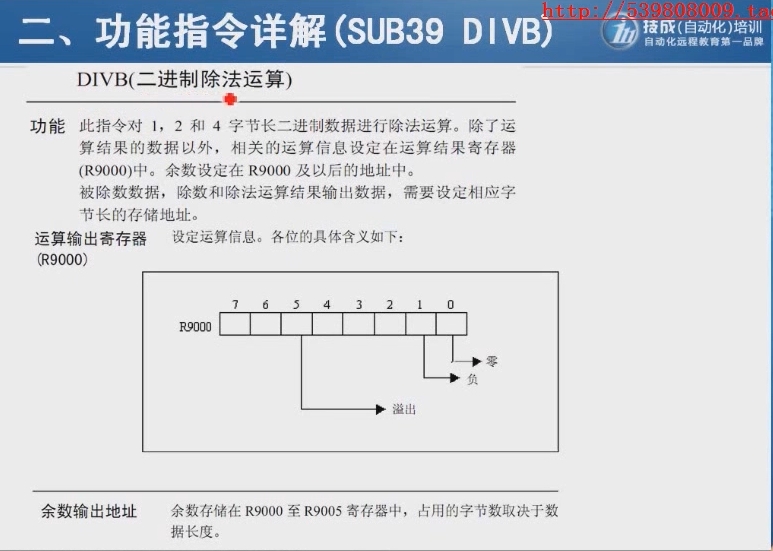 http://539808009.ta
二、功能指令详解(SUB39 DIVB)
技成(自动化)培训
自动化远程教育第一品牌
DIVB(二进制除法运算)
功能 此指令对 1，2 和 4 字节长二进制数据进行除法运算。除了运
算结果的数据以外，相关的运算信息设定在运算结果寄存器
(R9000)中。余数设定在 R9000 及以后的地址中。
被除数数据，除数和除法运算结果输出数据，需要设定相应字
节长的存储地址。
运算输出寄存器 设定运算信息。各位的具体含义如下：
(R9000)
7 6 5 4 3 2 1 0
R9000
零
负
溢出
余数输出地址 余数存储在 R9000 至 R9005 寄存器中，占用的字节数取决于数
据长度。